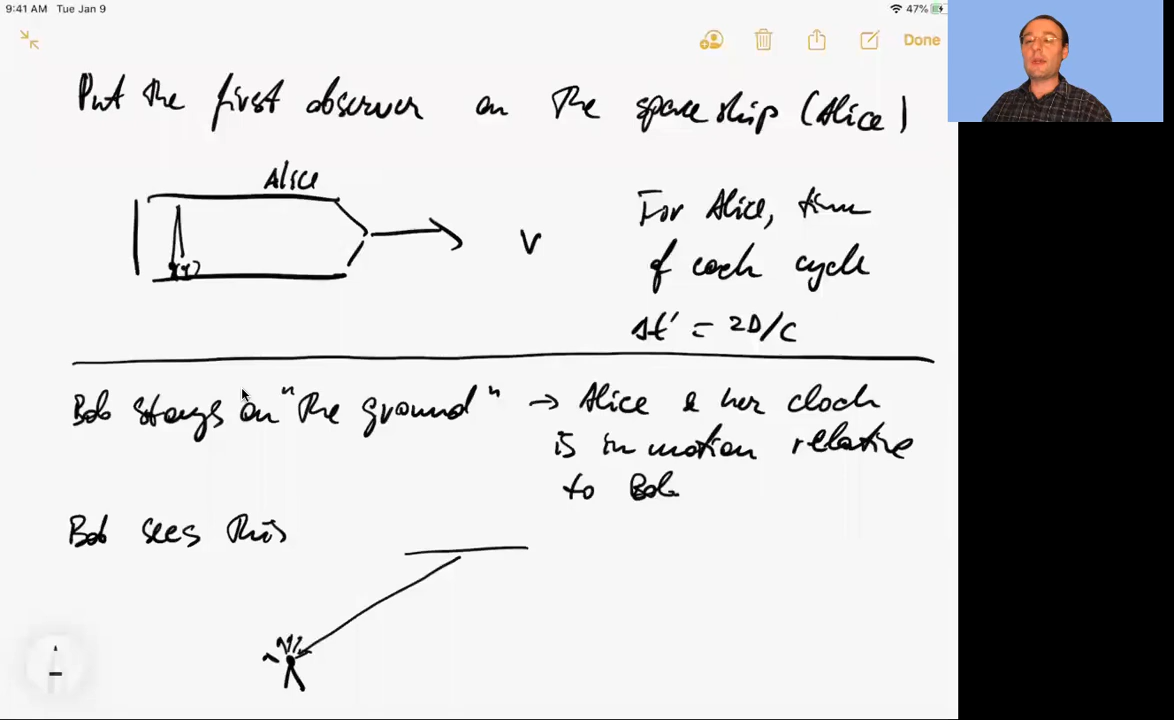 9:41 AM Tue Jan 9
47%
Done
Put the first observer on the spaceship (Alice)
Alice
V
For Alice, time
of each cycle
Δt' = 2D/c
Bob stays on "the ground" → Alice & her clock
is in motion relative
to Bob
Bob sees this